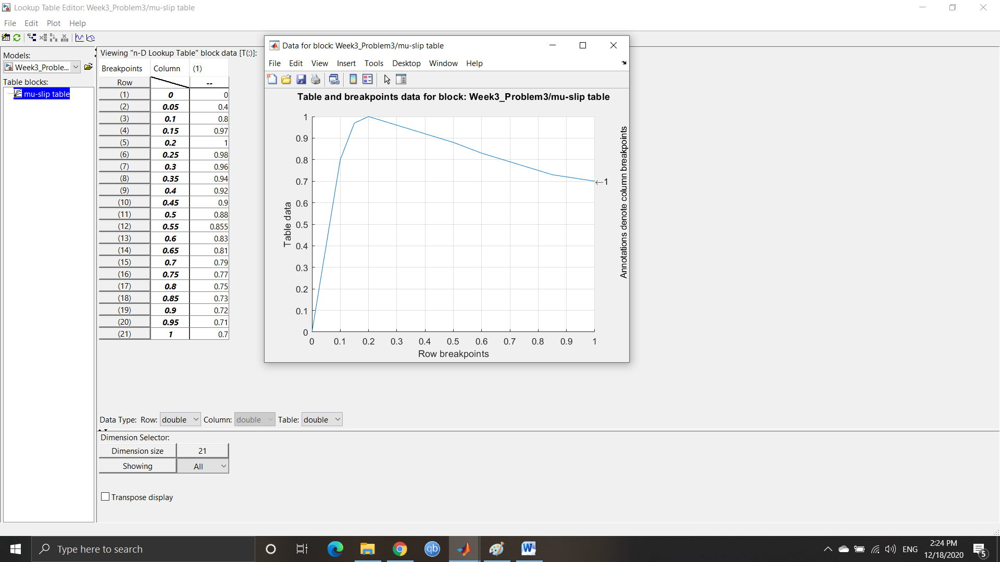 Lookup Table Editor: Week3_Problem3/mu-slip table
File Edit Plot Help
Models:
Week3_Proble...
Table blocks:
mu-slip table
Viewing "n-D Lookup Table" block data [T(:)]:
Breakpoints Column (1)
Row --
(1) 0 0
(2) 0.05 0.4
(3) 0.1 0.8
(4) 0.15 0.97
(5) 0.2 1
(6) 0.25 0.98
(7) 0.3 0.96
(8) 0.35 0.94
(9) 0.4 0.92
(10) 0.45 0.9
(11) 0.5 0.88
(12) 0.55 0.855
(13) 0.6 0.83
(14) 0.65 0.81
(15) 0.7 0.79
(16) 0.75 0.77
(17) 0.8 0.75
(18) 0.85 0.73
(19) 0.9 0.72
(20) 0.95 0.71
(21) 1 0.7
Data for block: Week3_Problem3/mu-slip table
File Edit View Insert Tools Desktop Window Help
Table and breakpoints data for block: Week3_Problem3/mu-slip table
1
0.9
0.8
0.7
0.6
0.5
0.4
0.3
0.2
0.1
0
Table data
0 0.1 0.2 0.3 0.4 0.5 0.6 0.7 0.8 0.9 1
Row breakpoints
←1
Annotations denote column breakpoints
Data Type: Row: double Column: double Table: double
Dimension Selector:
Dimension size 21
Showing All
Transpose display
Type here to search
qb
W
ENG
2:24 PM
12/18/2020
5